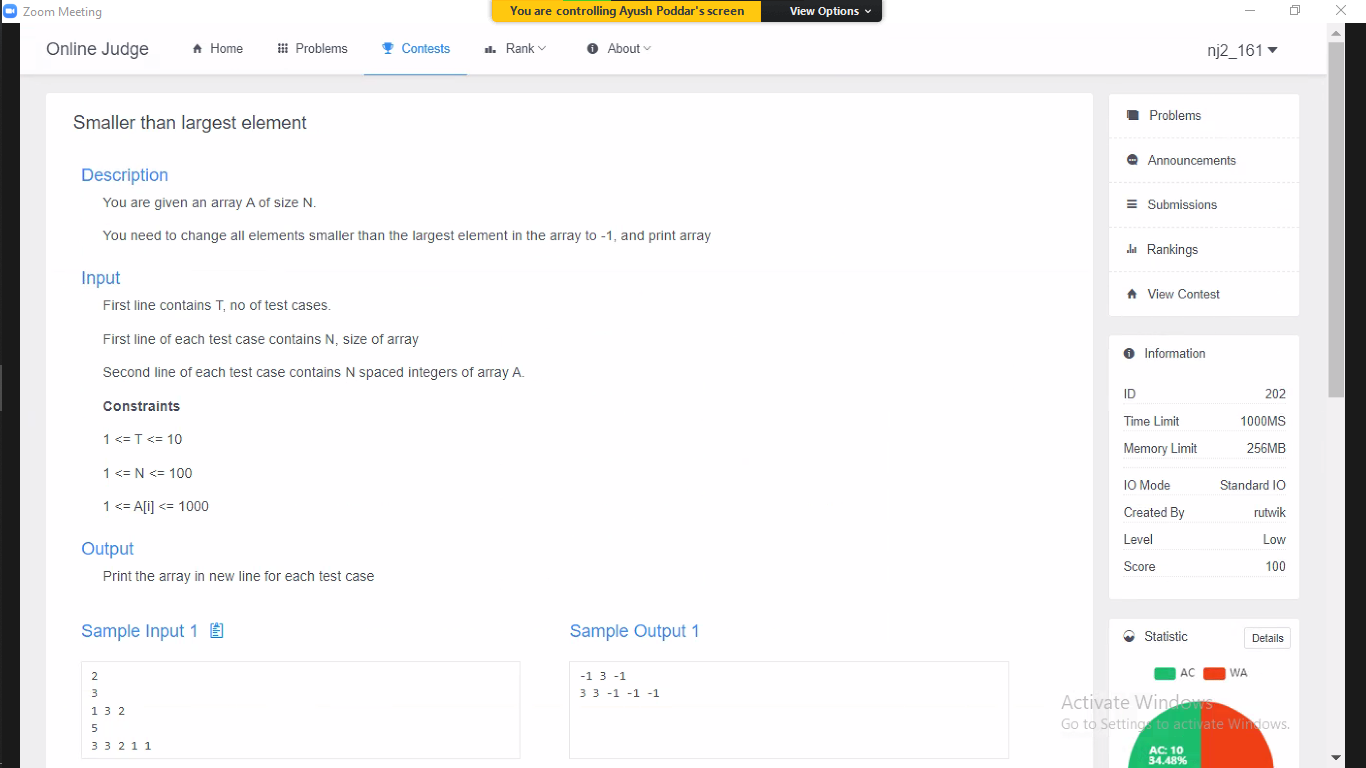 Zoom Meeting
You are controlling Ayush Poddar's screen
View Options
Online Judge
Home
Problems
Contests
Rank
About
nj2_161
Smaller than largest element
Description
You are given an array A of size N.
You need to change all elements smaller than the largest element in the array to -1, and print array
Input
First line contains T, no of test cases.
First line of each test case contains N, size of array
Second line of each test case contains N spaced integers of array A.
Constraints
1 <= T <= 10
1 <= N <= 100
1 <= A[i] <= 1000
Output
Print the array in new line for each test case
Sample Input 1
2
3
1 3 2
5
3 3 2 1 1
Sample Output 1
-1 3 -1
3 3 -1 -1 -1
Problems
Announcements
Submissions
Rankings
View Contest
Information
ID 202
Time Limit 1000MS
Memory Limit 256MB
IO Mode Standard IO
Created By rutwik
Level Low
Score 100
Statistic
Details
AC WA
AC: 10
34.48%
Activate Windows
Go to Settings to activate Windows.